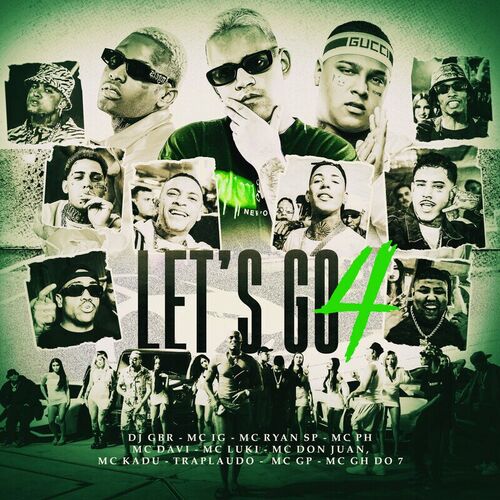 GUCCI
LET'S GO 4
DJ GBR - MC IG - MC RYAN SP - MC PH
MC DAVI - MC LUKI - MC DON JUAN,
MC KADU - TRAPLAUDO - MC GP - MC GH DO 7